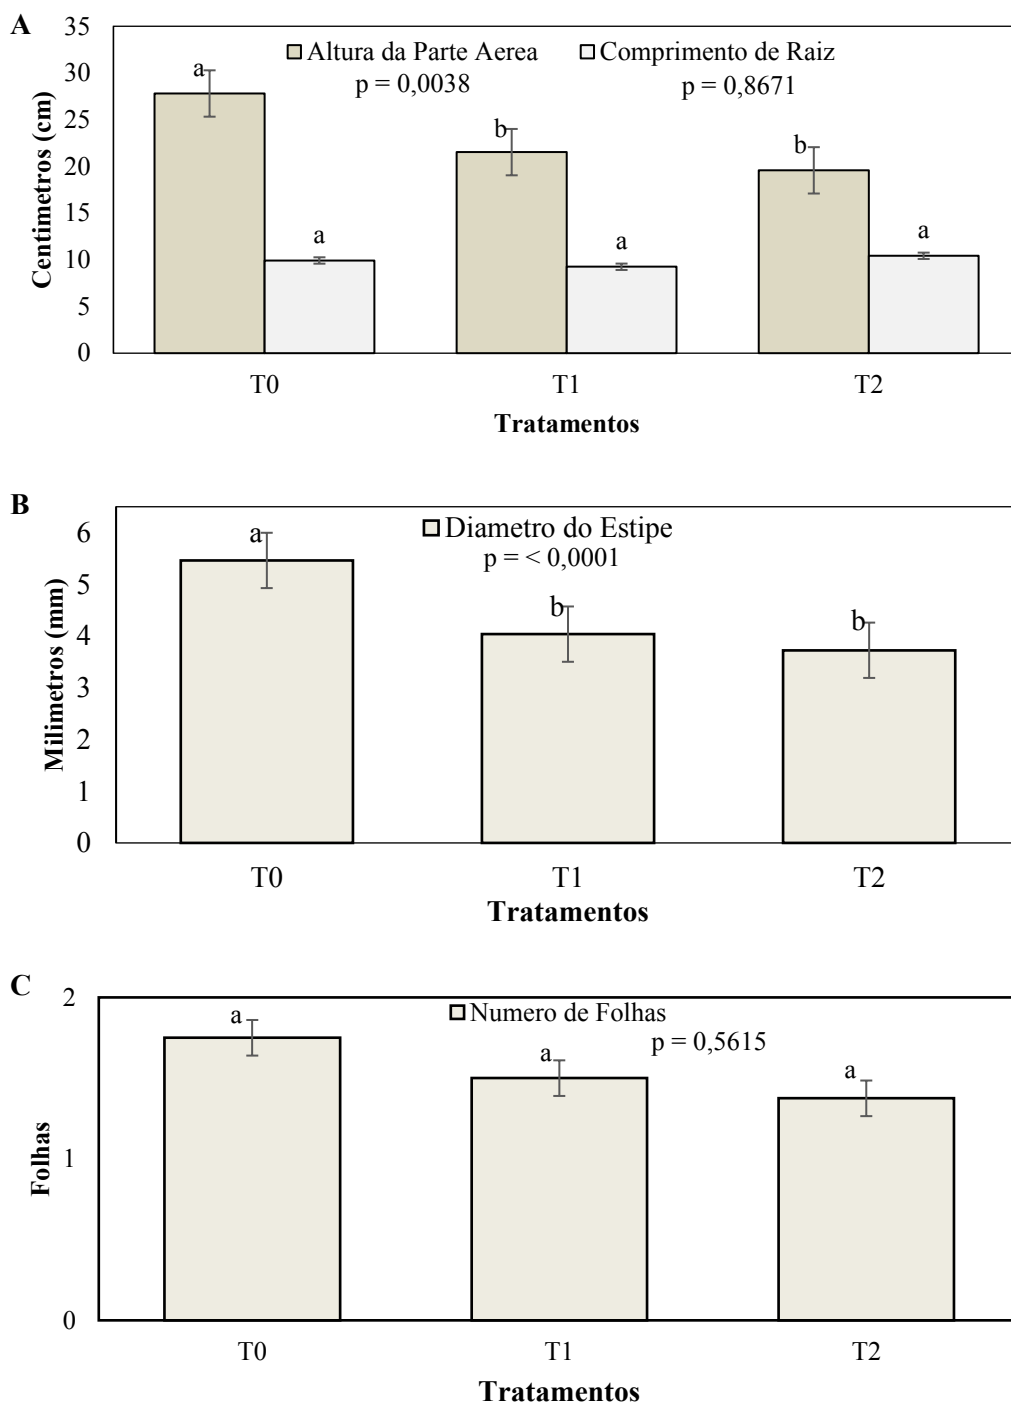 A
35
30
25
20
15
10
5
0
Centimetros (cm)
Altura da Parte Aerea
p = 0,0038
Comprimento de Raiz
p = 0,8671
a
a
b
a
b
a
T0
T1
T2
Tratamentos
B
6
5
4
3
2
1
0
Milimetros (mm)
Diametro do Estipe
p = < 0,0001
a
b
b
T0
T1
T2
Tratamentos
C
2
1
0
Folhas
Numero de Folhas
p = 0,5615
a
a
a
T0
T1
T2
Tratamentos